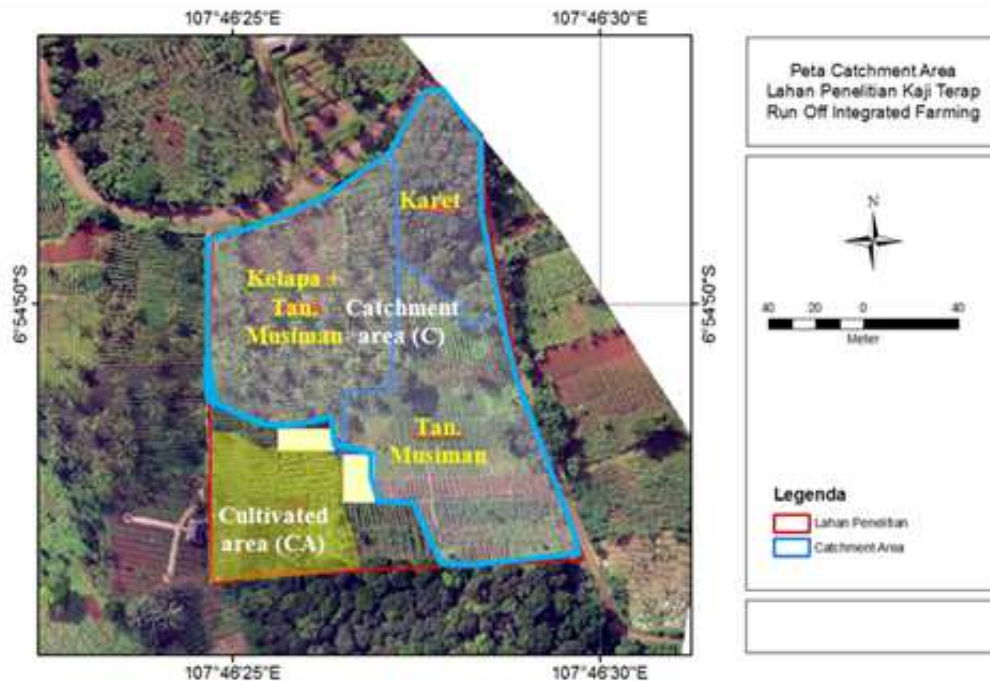 107°46'25"E
107°46'30"E
Peta Catchment Area
Lahan Penelitian Kaji Terap
Run Off Integrated Farming
Karet
N
Kelapa +
Tan.
Musiman
Catchment
area (C)
6°54'50"S
6°54'50"S
40 20 0 40
Meter
Tan.
Musiman
Cultivated
area (CA)
Legenda
Lahan Penelitian
Catchment Area
107°46'25"E
107°46'30"E